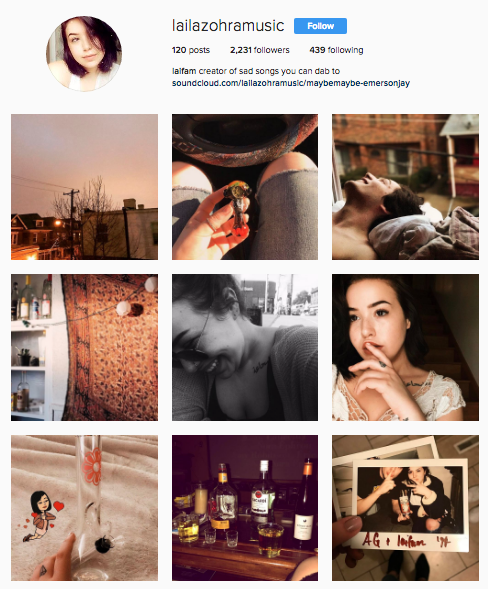 lailazohramusic Follow
120 posts 2,231 followers 439 following
laifam creator of sad songs you can dab to
soundcloud.com/lailazohramusic/maybemaybe-emersonjay
BACARDI
AG + laifam